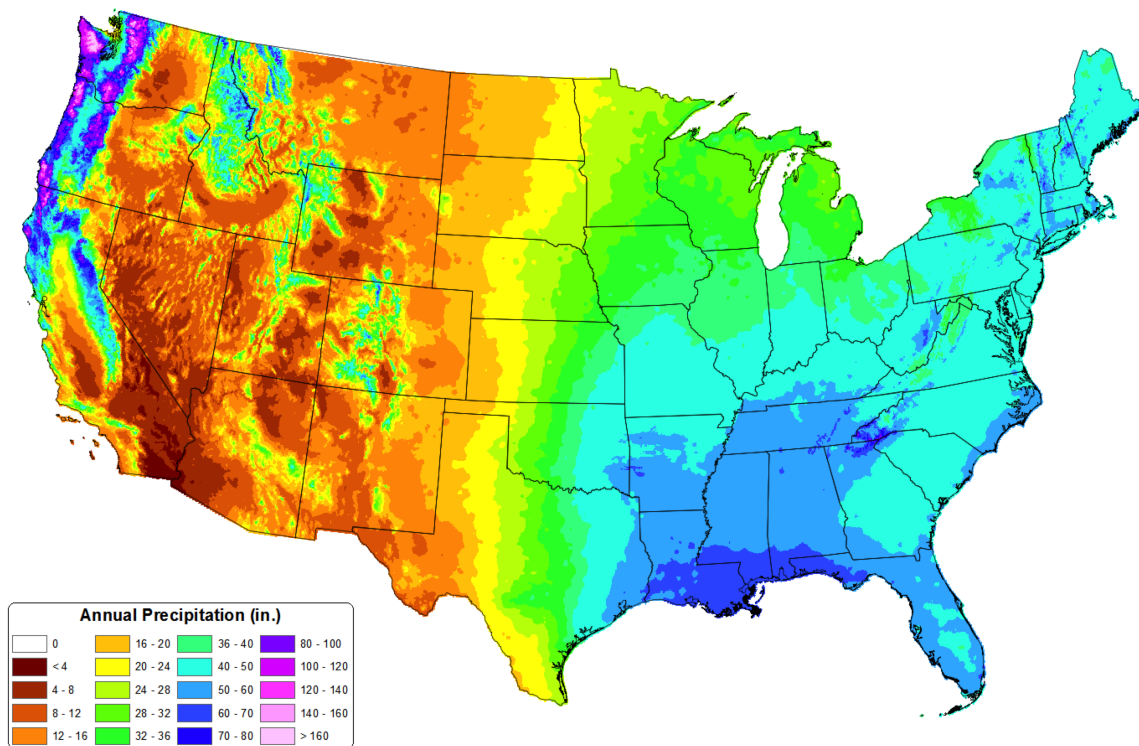 Annual Precipitation (in.)
0 16 - 20 36 - 40 80 - 100
< 4 20 - 24 40 - 50 100 - 120
4 - 8 24 - 28 50 - 60 120 - 140
8 - 12 28 - 32 60 - 70 140 - 160
12 - 16 32 - 36 70 - 80 > 160